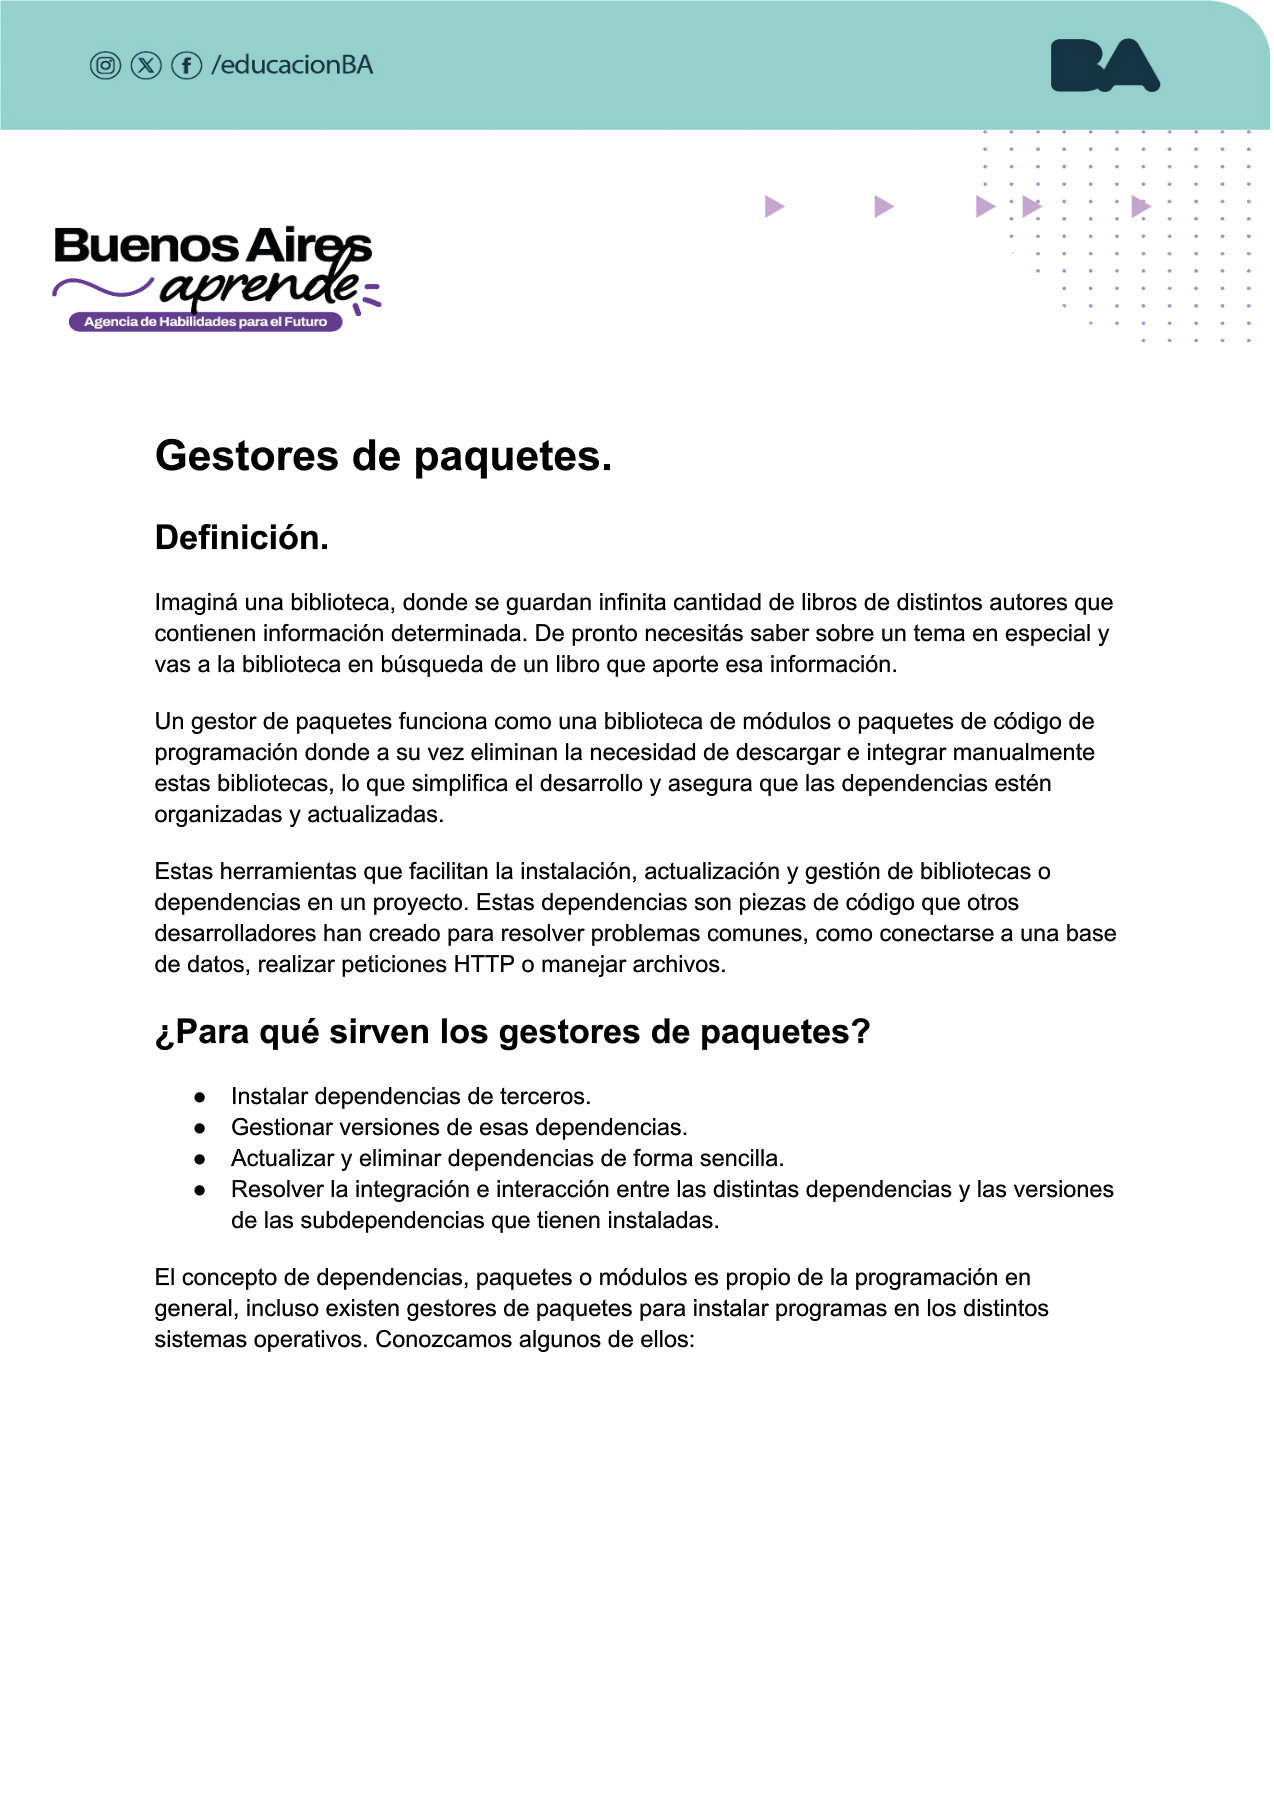 /educacionBA
BA
Buenos Aires
aprende
Agencia de Habilidades para el Futuro
Gestores de paquetes.
Definición.
Imaginá una biblioteca, donde se guardan infinita cantidad de libros de distintos autores que
contienen información determinada. De pronto necesitás saber sobre un tema en especial y
vas a la biblioteca en búsqueda de un libro que aporte esa información.
Un gestor de paquetes funciona como una biblioteca de módulos o paquetes de código de
programación donde a su vez eliminan la necesidad de descargar e integrar manualmente
estas bibliotecas, lo que simplifica el desarrollo y asegura que las dependencias estén
organizadas y actualizadas.
Estas herramientas que facilitan la instalación, actualización y gestión de bibliotecas o
dependencias en un proyecto. Estas dependencias son piezas de código que otros
desarrolladores han creado para resolver problemas comunes, como conectarse a una base
de datos, realizar peticiones HTTP o manejar archivos.
¿Para qué sirven los gestores de paquetes?
● Instalar dependencias de terceros.
● Gestionar versiones de esas dependencias.
● Actualizar y eliminar dependencias de forma sencilla.
● Resolver la integración e interacción entre las distintas dependencias y las versiones
de las subdependencias que tienen instaladas.
El concepto de dependencias, paquetes o módulos es propio de la programación en
general, incluso existen gestores de paquetes para instalar programas en los distintos
sistemas operativos. Conozcamos algunos de ellos: